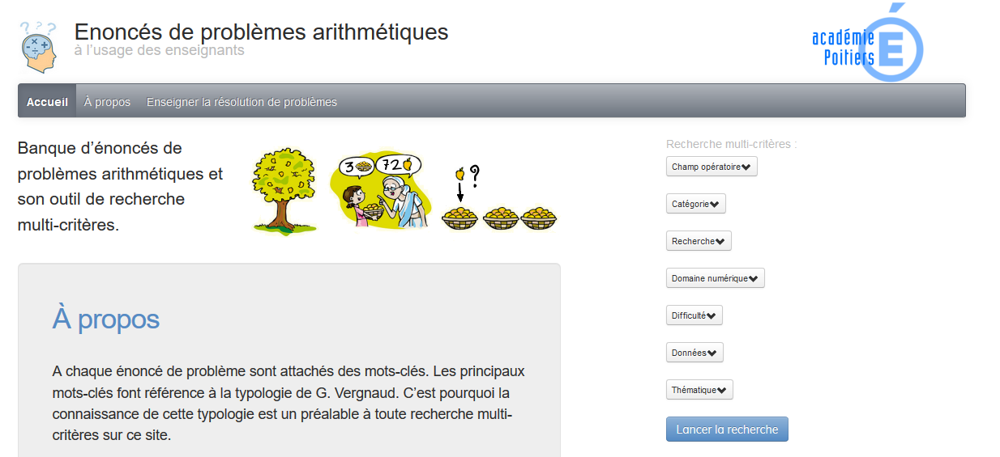 Enoncés de problèmes arithmétiques
à l'usage des enseignants
académie
Poitiers
É
Accueil À propos Enseigner la résolution de problèmes
Banque d'énoncés de
problèmes arithmétiques et
son outil de recherche
multi-critères.
3 72
?
À propos
A chaque énoncé de problème sont attachés des mots-clés. Les principaux
mots-clés font référence à la typologie de G. Vergnaud. C'est pourquoi la
connaissance de cette typologie est un préalable à toute recherche multi-
critères sur ce site.
Recherche multi-critères :
Champ opératoire
Catégorie
Recherche
Domaine numérique
Difficulté
Données
Thématique
Lancer la recherche